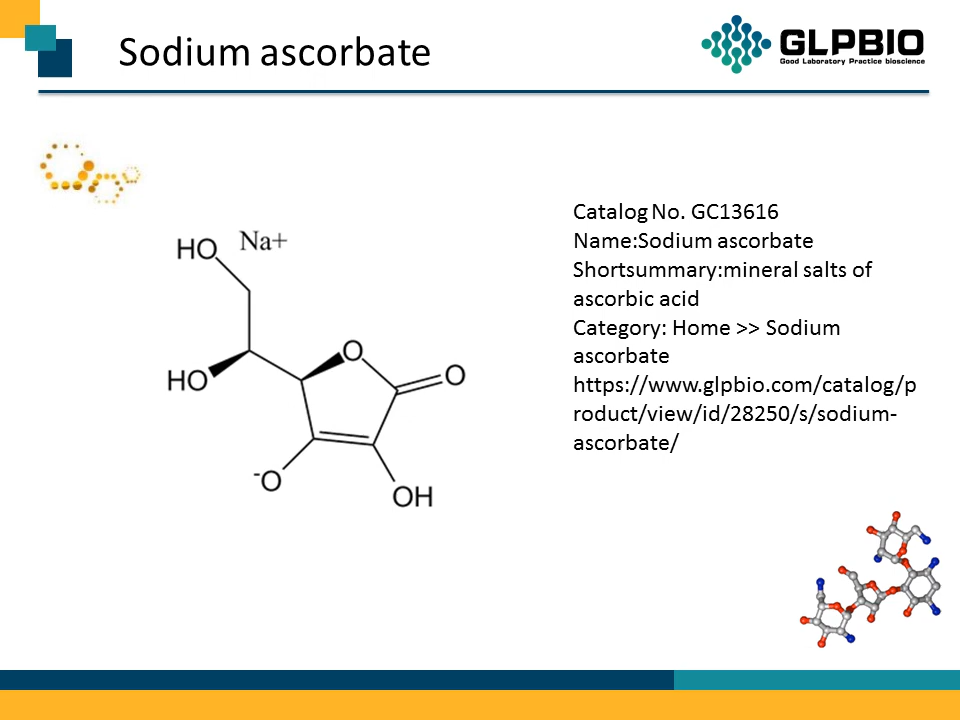 Sodium ascorbate
GLPBIO
Good Laboratory Practice bioscience
HO
Na+
HO
O
O
-O
OH
Catalog No. GC13616
Name:Sodium ascorbate
Shortsummary:mineral salts of
ascorbic acid
Category: Home >> Sodium
ascorbate
https://www.glpbio.com/catalog/p
roduct/view/id/28250/s/sodium-
ascorbate/